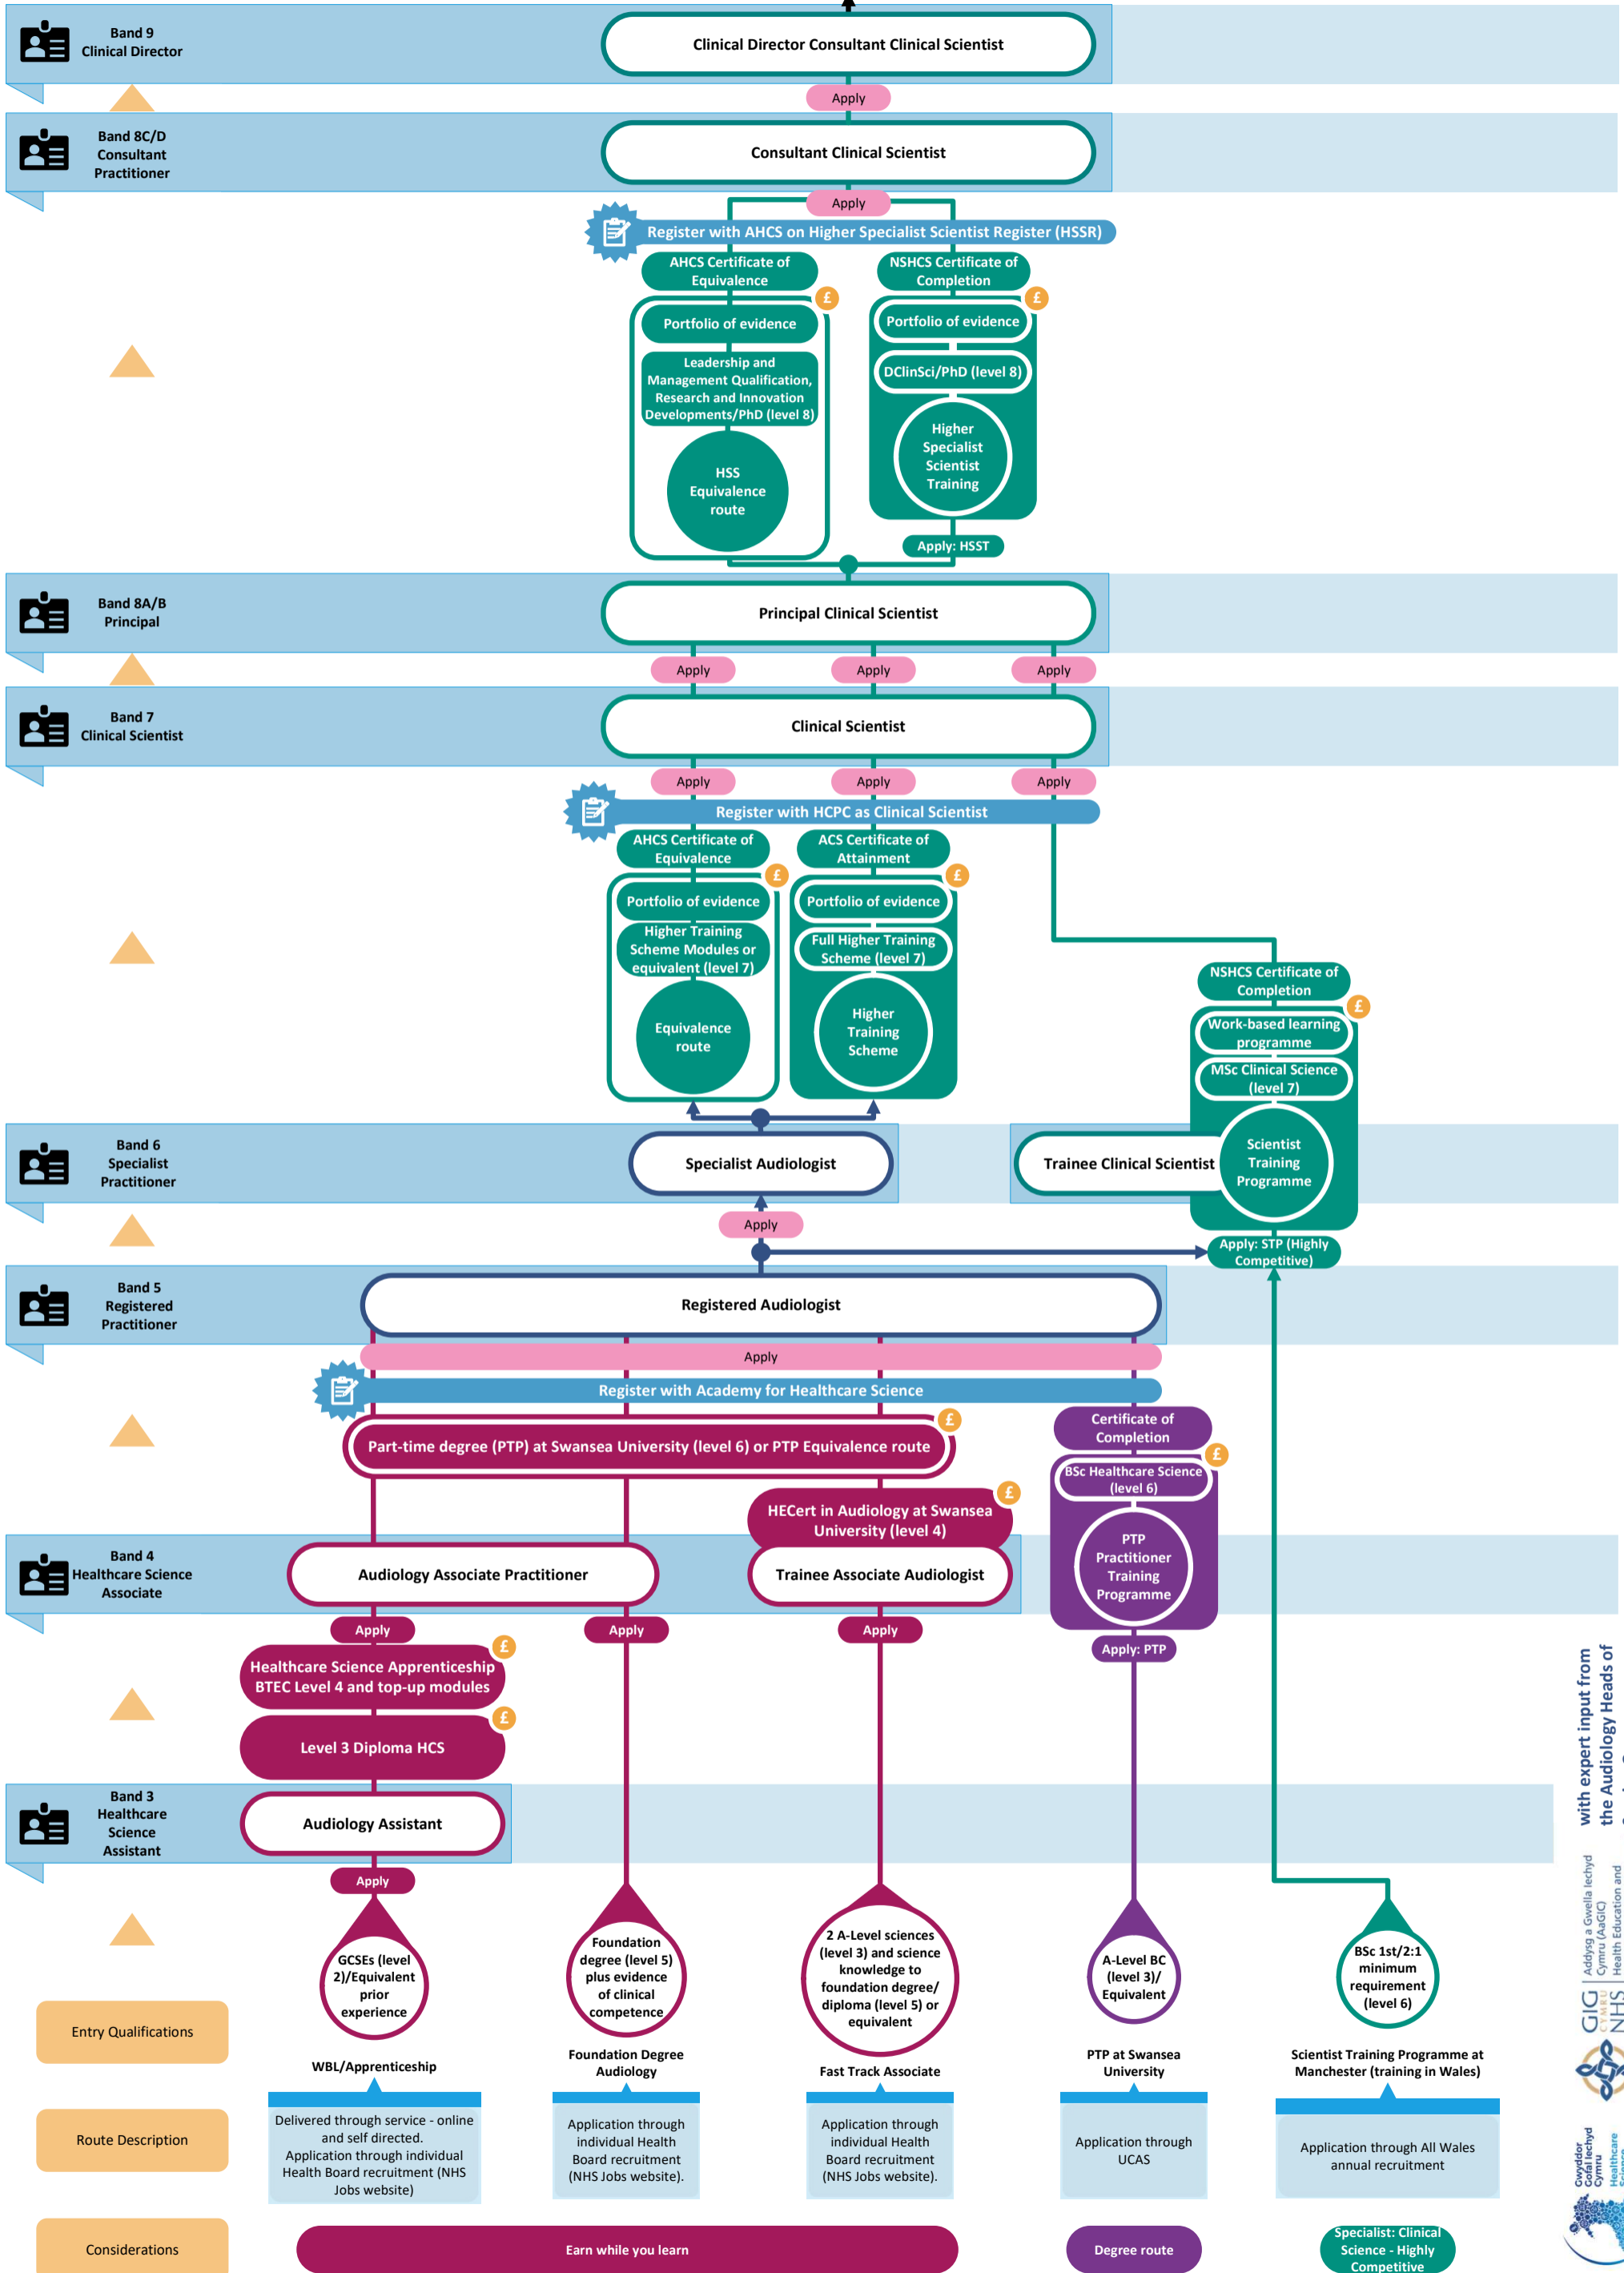 Band 9
Clinical Director
Clinical Director Consultant Clinical Scientist
Apply
Band 8C/D
Consultant
Practitioner
Consultant Clinical Scientist
Apply
Register with AHCS on Higher Specialist Scientist Register (HSSR)
AHCS Certificate of
Equivalence
£
Portfolio of evidence
Leadership and
Management Qualification,
Research and Innovation
Developments/PhD (level 8)
HSS
Equivalence
route
NSHCS Certificate of
Completion
£
Portfolio of evidence
DClinSci/PhD (level 8)
Higher
Specialist
Scientist
Training
Apply: HSST
Band 8A/B
Principal
Principal Clinical Scientist
Apply
Apply
Apply
Band 7
Clinical Scientist
Clinical Scientist
Apply
Apply
Apply
Register with HCPC as Clinical Scientist
AHCS Certificate of
Equivalence
£
Portfolio of evidence
Higher Training
Scheme Modules or
equivalent (level 7)
Equivalence
route
ACS Certificate of
Attainment
£
Portfolio of evidence
Full Higher Training
Scheme (level 7)
Higher
Training
Scheme
NSHCS Certificate of
Completion
£
Work-based learning
programme
MSc Clinical Science
(level 7)
Scientist
Training
Programme
Band 6
Specialist
Practitioner
Specialist Audiologist
Trainee Clinical Scientist
Apply
Apply: STP (Highly
Competitive)
Band 5
Registered
Practitioner
Registered Audiologist
Apply
Register with Academy for Healthcare Science
£
Part-time degree (PTP) at Swansea University (level 6) or PTP Equivalence route
Certificate of
Completion
£
BSc Healthcare Science
(level 6)
PTP
Practitioner
Training
Programme
£
HECert in Audiology at Swansea
University (level 4)
Band 4
Healthcare Science
Associate
Audiology Associate Practitioner
Trainee Associate Audiologist
Apply
Apply
Apply
Apply: PTP
£
Healthcare Science Apprenticeship
BTEC Level 4 and top-up modules
£
Level 3 Diploma HCS
Band 3
Healthcare
Science
Assistant
Audiology Assistant
Apply
Entry Qualifications
GCSEs (level
2)/Equivalent
prior
experience
Foundation
degree (level 5)
plus evidence
of clinical
competence
2 A-Level sciences
(level 3) and science
knowledge to
foundation degree/
diploma (level 5) or
equivalent
A-Level BC
(level 3)/
Equivalent
BSc 1st/2:1
minimum
requirement
(level 6)
WBL/Apprenticeship
Foundation Degree
Audiology
Fast Track Associate
PTP at Swansea
University
Scientist Training Programme at
Manchester (training in Wales)
Route Description
Delivered through service - online
and self directed.
Application through individual
Health Board recruitment (NHS
Jobs website)
Application through
individual Health
Board recruitment
(NHS Jobs website).
Application through
individual Health
Board recruitment
(NHS Jobs website).
Application through
UCAS
Application through All Wales
annual recruitment
Considerations
Earn while you learn
Degree route
Specialist: Clinical
Science - Highly
Competitive
with expert input from
the Audiology Heads of
GIG
CYMRU
NHS
Addysg a Gwella Iechyd
Cymru (AaGIC)
Health Education and
Gwyddor
Gofal Iechyd
Cymru
Healthcare